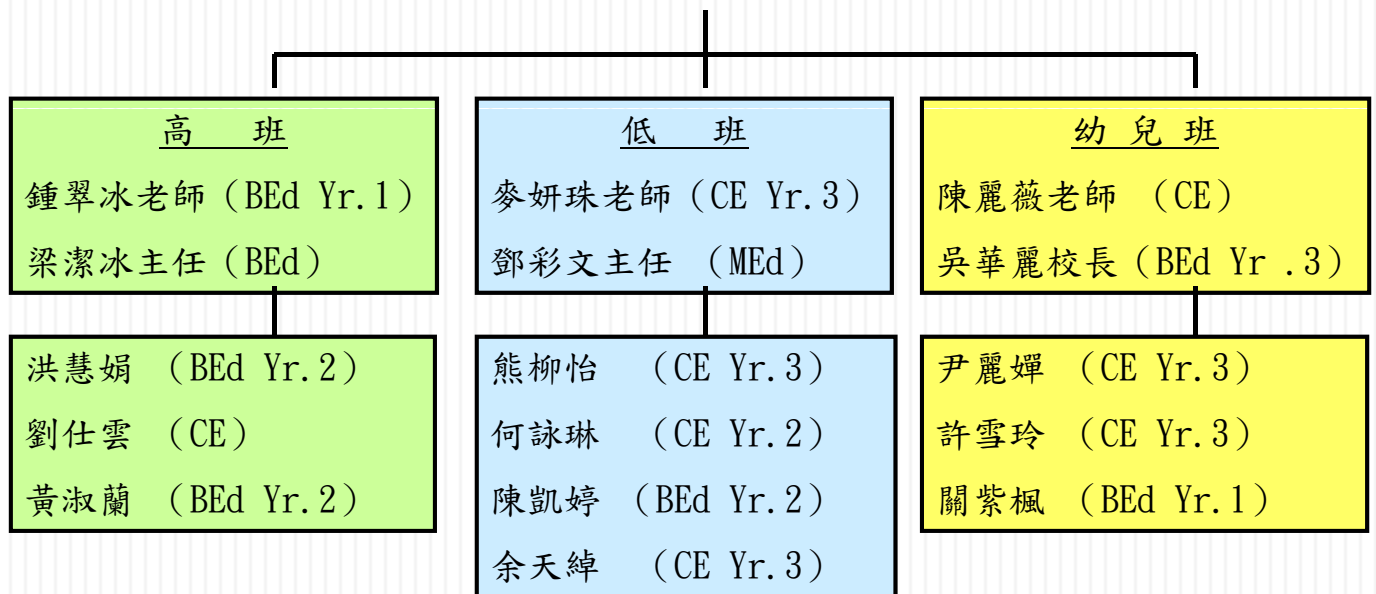 高 班
鍾翠冰老師（BEd Yr.1）
梁潔冰主任（BEd）
洪慧娟 （BEd Yr.2）
劉仕雲 （CE）
黃淑蘭 （BEd Yr.2）
低 班
麥妍珠老師（CE Yr.3）
鄧彩文主任 （MEd）
熊柳怡 （CE Yr.3）
何詠琳 （CE Yr.2）
陳凱婷 （BEd Yr.2）
余天綽 （CE Yr.3）
幼 兒 班
陳麗薇老師 （CE）
吳華麗校長（BEd Yr .3）
尹麗嬋 （CE Yr.3）
許雪玲 （CE Yr.3）
關紫楓 （BEd Yr.1）